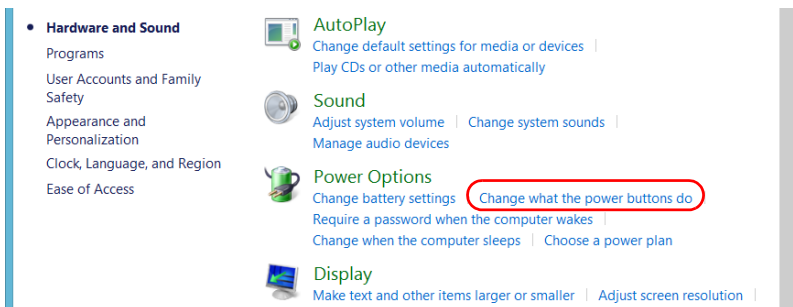 Hardware and Sound
Programs
User Accounts and Family
Safety
Appearance and
Personalization
Clock, Language, and Region
Ease of Access
AutoPlay
Change default settings for media or devices
Play CDs or other media automatically
Sound
Adjust system volume | Change system sounds
Manage audio devices
Power Options
Change battery settings Change what the power buttons do
Require a password when the computer wakes
Change when the computer sleeps | Choose a power plan
Display
Make text and other items larger or smaller | Adjust screen resolution